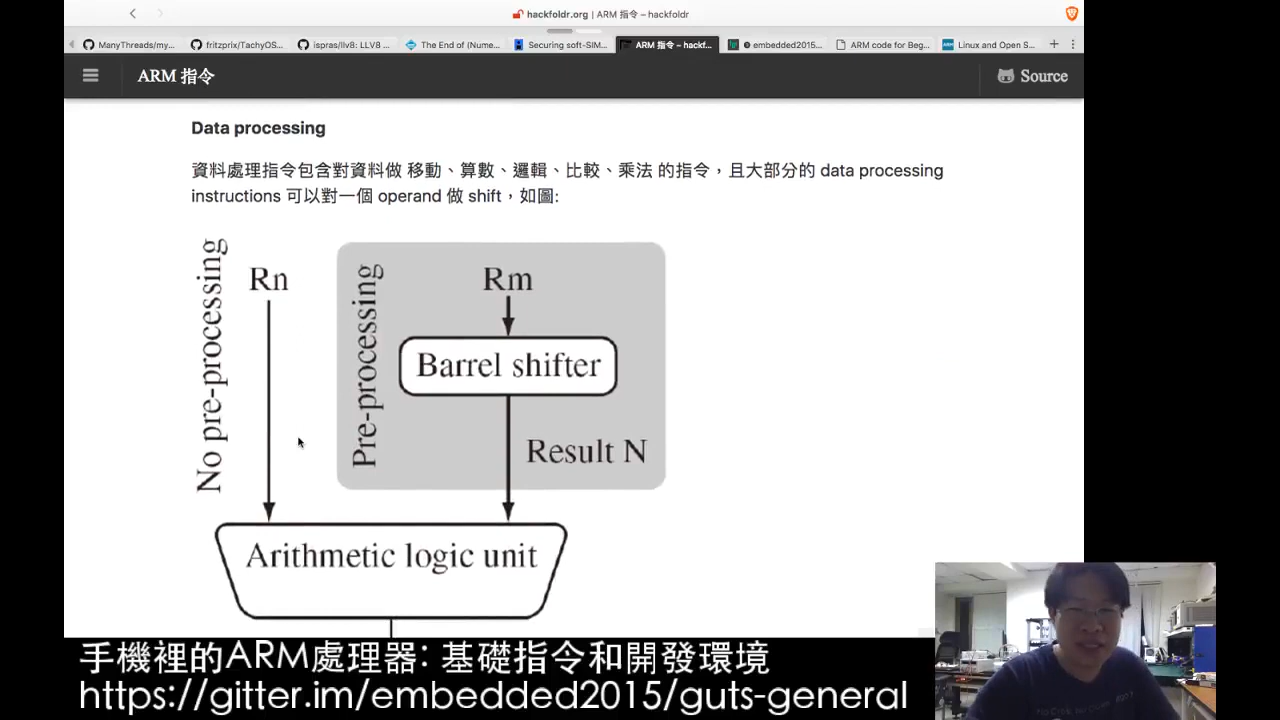 hackfoldr.org | ARM 指令 – hackfoldr
ManyThreads/my...
fritzprix/TachyOS...
ispras/llv8: LLV8 ...
The End of (Nume...
Securing soft-SIM...
ARM 指令 – hackf...
embedded2015...
ARM code for Beg...
Linux and Open S...
ARM 指令
Source
Data processing
資料處理指令包含對資料做 移動、算數、邏輯、比較、乘法 的指令，且大部分的 data processing
instructions 可以對一個 operand 做 shift，如圖:
No pre-processing
Rn
Pre-processing
Rm
Barrel shifter
Result N
Arithmetic logic unit
手機裡的ARM處理器: 基礎指令和開發環境
https://gitter.im/embedded2015/guts-general